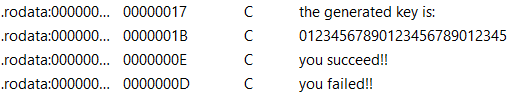 .rodata:000000... 00000017 C the generated key is:
.rodata:000000... 0000001B C 01234567890123456789012345
.rodata:000000... 0000000E C you succeed!!
.rodata:000000... 0000000D C you failed!!